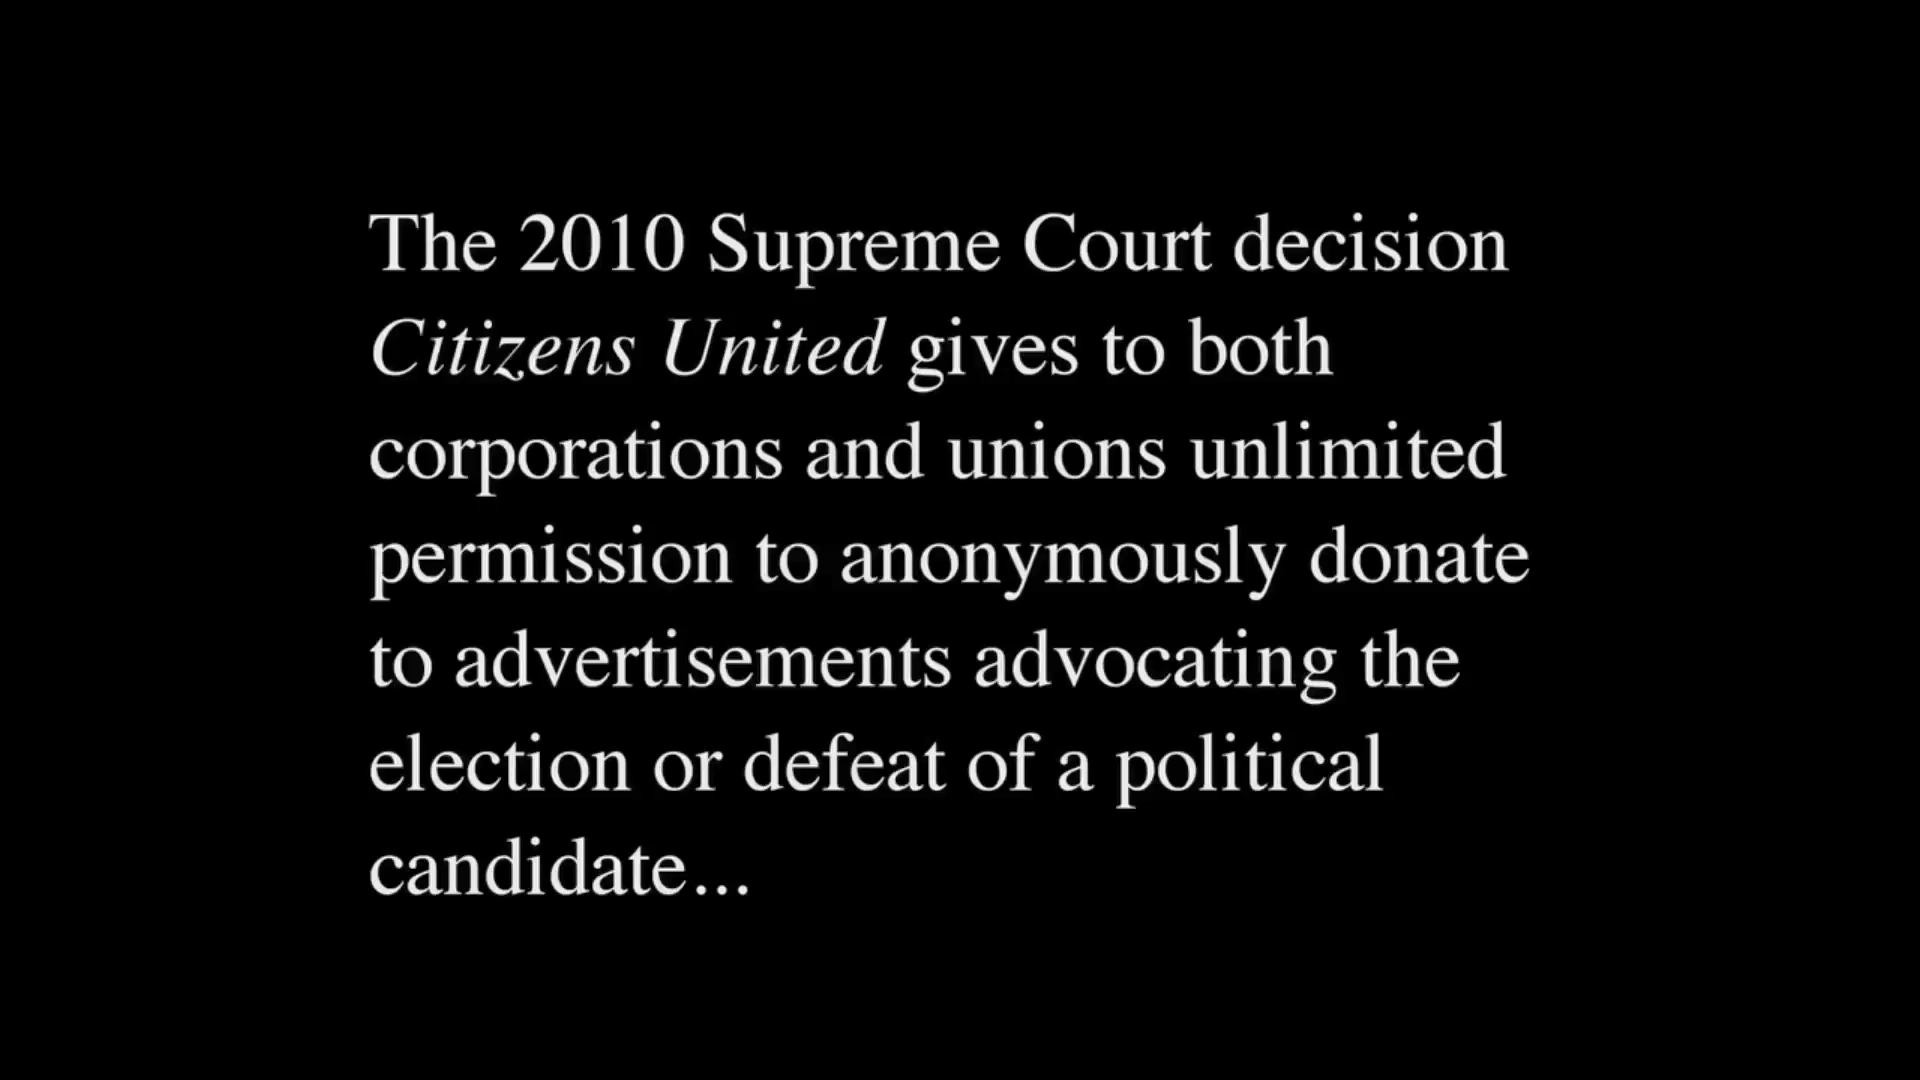 The 2010 Supreme Court decision
Citizens United gives to both
corporations and unions unlimited
permission to anonymously donate
to advertisements advocating the
election or defeat of a political
candidate...